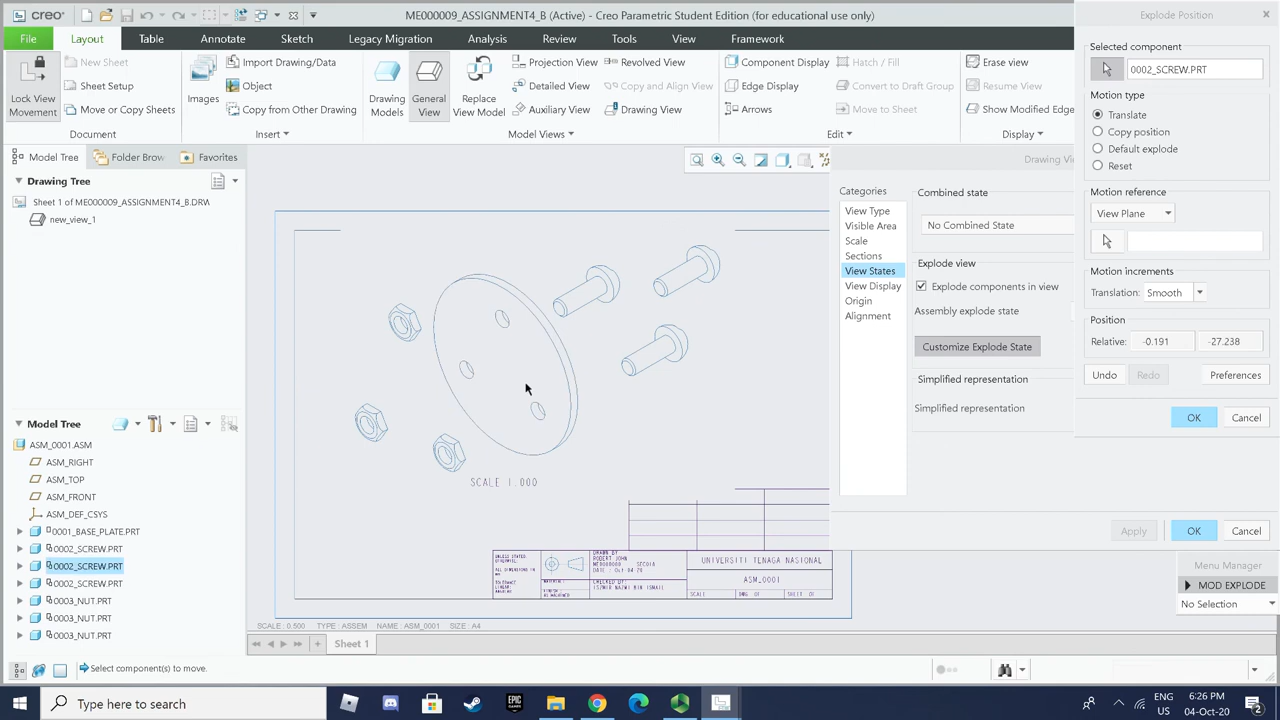 creo
ME000009_ASSIGNMENT4_B (Active) - Creo Parametric Student Edition (for educational use only)
File Layout Table Annotate Sketch Legacy Migration Analysis Review Tools View Framework
Lock View Movement
New Sheet
Sheet Setup
Move or Copy Sheets
Document
Images
Import Drawing/Data
Object
Copy from Other Drawing
Insert
Drawing Models
General View
Replace View Model
Projection View
Detailed View
Auxiliary View
Revolved View
Copy and Align View
Drawing View
Model Views
Component Display
Edge Display
Arrows
Hatch / Fill
Convert to Draft Group
Move to Sheet
Edit
Erase view
Resume View
Show Modified Edge
Display
Model Tree Folder Brow Favorites
Drawing Tree
Sheet 1 of ME000009_ASSIGNMENT4_B.DRW
new_view_1
Model Tree
ASM_0001.ASM
ASM_RIGHT
ASM_TOP
ASM_FRONT
ASM_DEF_CSYS
0001_BASE_PLATE.PRT
0002_SCREW.PRT
0002_SCREW.PRT
0002_SCREW.PRT
0003_NUT.PRT
0003_NUT.PRT
0003_NUT.PRT
SCALE 1.000
UNIVERSITI TENAGA NASIONAL
ASM_0001
SCALE
SCALE : 0.500 TYPE : ASSEM NAME : ASM_0001 SIZE : A4
Sheet 1
Select component(s) to move.
Drawing Vi
Categories
View Type
Visible Area
Scale
Sections
View States
View Display
Origin
Alignment
Combined state
No Combined State
Explode view
Explode components in view
Assembly explode state
Customize Explode State
Simplified representation
Simplified representation
Apply OK Cancel
Explode Position
Selected component
0002_SCREW.PRT
Motion type
Translate
Copy position
Default explode
Reset
Motion reference
View Plane
Motion increments
Translation: Smooth
Position
Relative: -0.191 -27.238
Undo Redo Preferences
OK Cancel
Menu Manager
MOD EXPLODE
No Selection
Type here to search
EPIC GAMES
ENG
US
6:26 PM
04-Oct-20